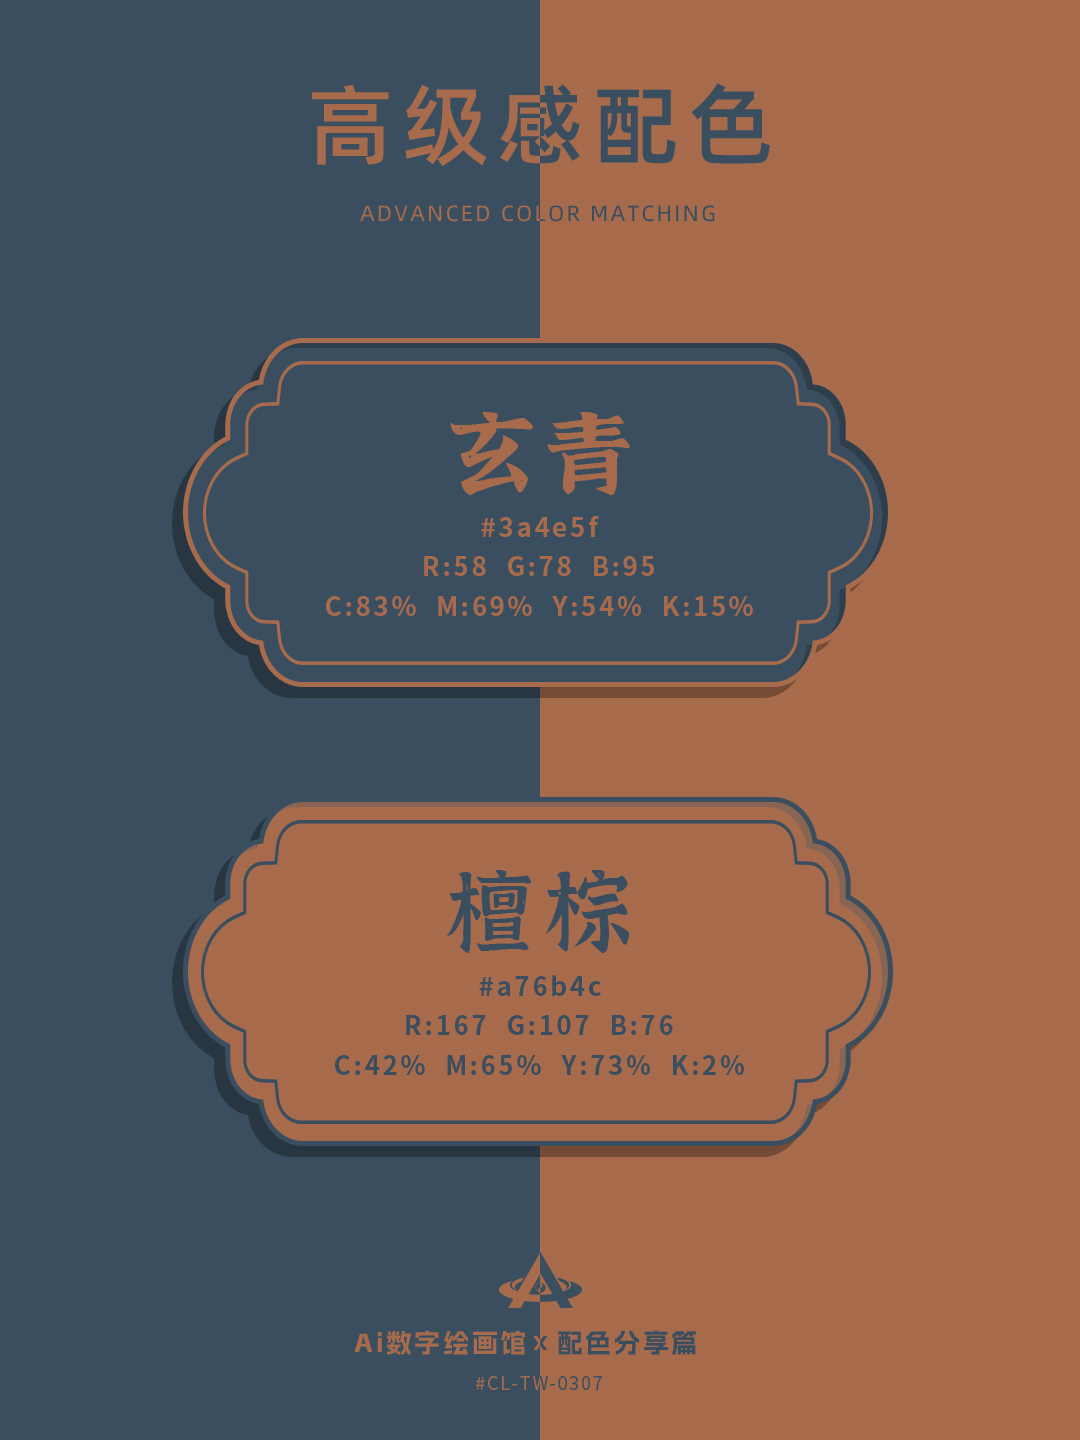 高级感配色
ADVANCED COLOR MATCHING
玄青
#3a4e5f
R:58 G:78 B:95
C:83% M:69% Y:54% K:15%
檀棕
#a76b4c
R:167 G:107 B:76
C:42% M:65% Y:73% K:2%
Ai数字绘画馆 x 配色分享篇
#CL-TW-0307